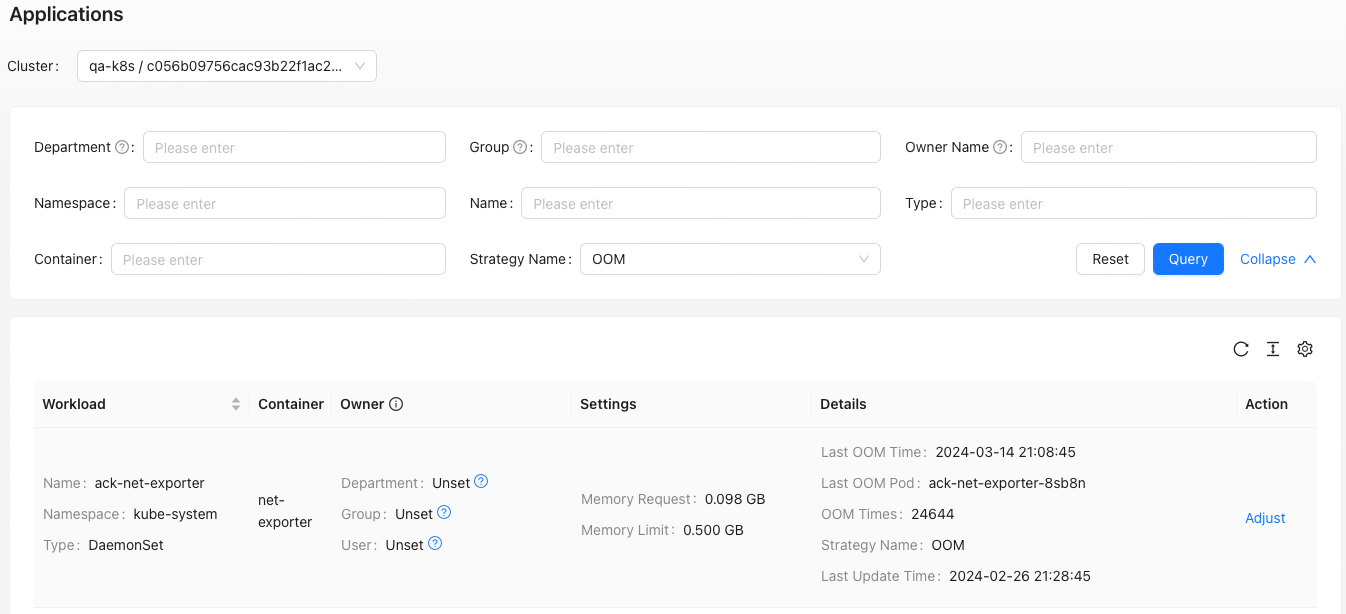 Applications
Cluster: qa-k8s / c056b09756cac93b22f1ac2...
Department ?: Please enter Group ?: Please enter Owner Name ?: Please enter
Namespace: Please enter Name: Please enter Type: Please enter
Container: Please enter Strategy Name: OOM Reset Query Collapse
Workload Container Owner Settings Details Action
Name: ack-net-exporter
Namespace: kube-system
Type: DaemonSet
net-
exporter
Department: Unset ?
Group: Unset ?
User: Unset ?
Memory Request: 0.098 GB
Memory Limit: 0.500 GB
Last OOM Time: 2024-03-14 21:08:45
Last OOM Pod: ack-net-exporter-8sb8n
OOM Times: 24644
Strategy Name: OOM
Last Update Time: 2024-02-26 21:28:45
Adjust